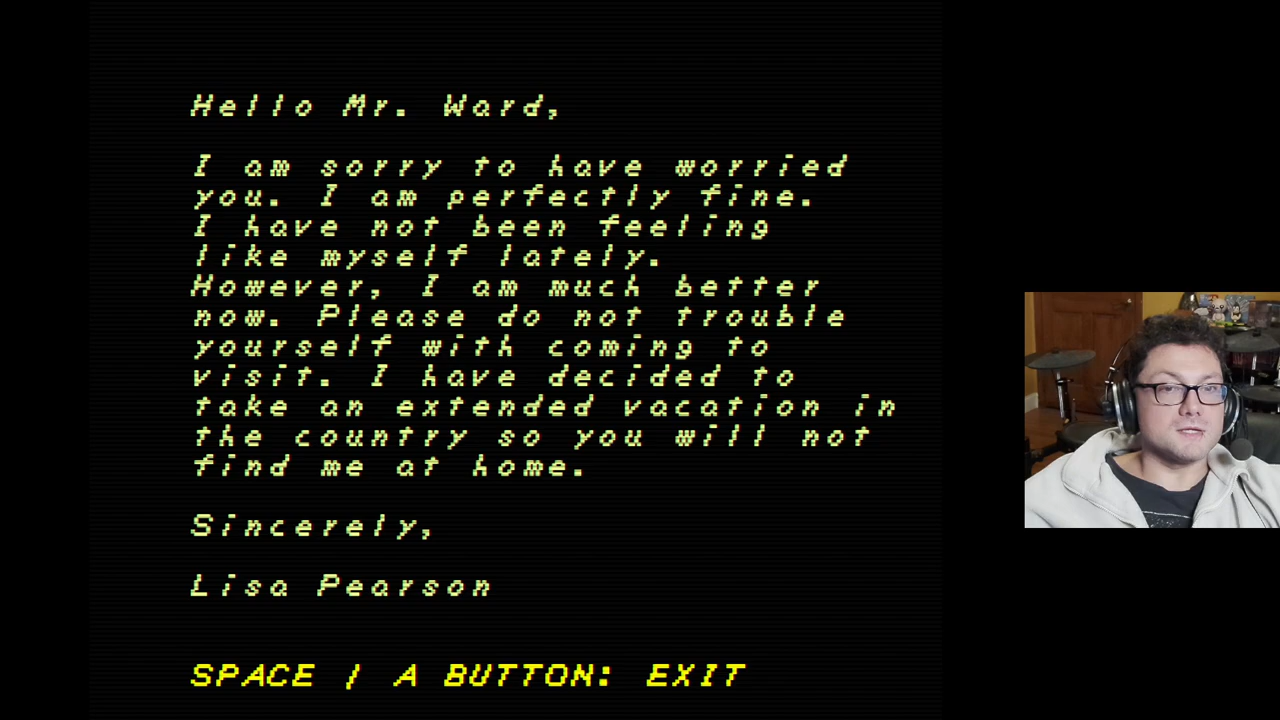 Hello Mr. Ward,
I am sorry to have worried
you. I am perfectly fine.
I have not been feeling
like myself lately.
However, I am much better
now. Please do not trouble
yourself with coming to
visit. I have decided to
take an extended vacation in
the country so you will not
find me at home.
Sincerely,
Lisa Pearson
SPACE / A BUTTON: EXIT